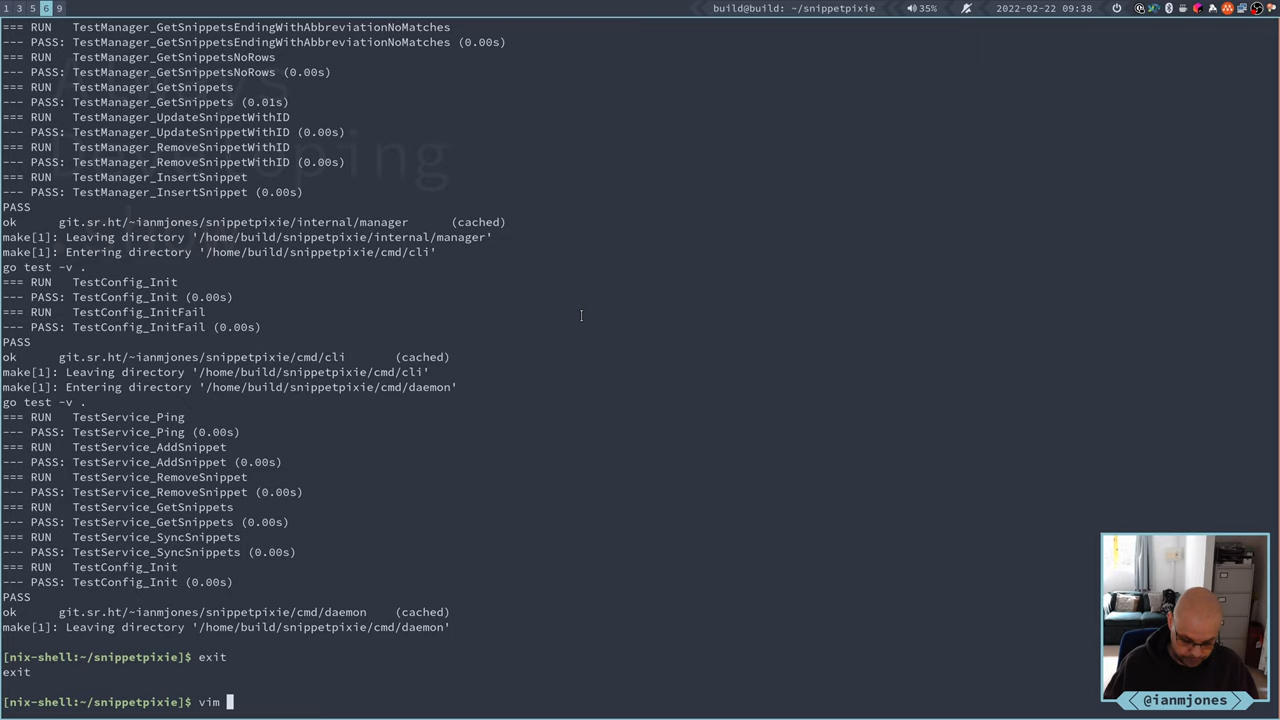 1 3 5 6 9 build@build: ~/snippetpixie 35% 2022-02-22 09:38
=== RUN   TestManager_GetSnippetsEndingWithAbbreviationNoMatches
--- PASS: TestManager_GetSnippetsEndingWithAbbreviationNoMatches (0.00s)
=== RUN   TestManager_GetSnippetsNoRows
--- PASS: TestManager_GetSnippetsNoRows (0.00s)
=== RUN   TestManager_GetSnippets
--- PASS: TestManager_GetSnippets (0.01s)
=== RUN   TestManager_UpdateSnippetWithID
--- PASS: TestManager_UpdateSnippetWithID (0.00s)
=== RUN   TestManager_RemoveSnippetWithID
--- PASS: TestManager_RemoveSnippetWithID (0.00s)
=== RUN   TestManager_InsertSnippet
--- PASS: TestManager_InsertSnippet (0.00s)
PASS
ok      git.sr.ht/~ianmjones/snippetpixie/internal/manager      (cached)
make[1]: Leaving directory '/home/build/snippetpixie/internal/manager'
make[1]: Entering directory '/home/build/snippetpixie/cmd/cli'
go test -v .
=== RUN   TestConfig_Init
--- PASS: TestConfig_Init (0.00s)
=== RUN   TestConfig_InitFail
--- PASS: TestConfig_InitFail (0.00s)
PASS
ok      git.sr.ht/~ianmjones/snippetpixie/cmd/cli       (cached)
make[1]: Leaving directory '/home/build/snippetpixie/cmd/cli'
make[1]: Entering directory '/home/build/snippetpixie/cmd/daemon'
go test -v .
=== RUN   TestService_Ping
--- PASS: TestService_Ping (0.00s)
=== RUN   TestService_AddSnippet
--- PASS: TestService_AddSnippet (0.00s)
=== RUN   TestService_RemoveSnippet
--- PASS: TestService_RemoveSnippet (0.00s)
=== RUN   TestService_GetSnippets
--- PASS: TestService_GetSnippets (0.00s)
=== RUN   TestService_SyncSnippets
--- PASS: TestService_SyncSnippets (0.00s)
=== RUN   TestConfig_Init
--- PASS: TestConfig_Init (0.00s)
PASS
ok      git.sr.ht/~ianmjones/snippetpixie/cmd/daemon    (cached)
make[1]: Leaving directory '/home/build/snippetpixie/cmd/daemon'
[nix-shell:~/snippetpixie]$ exit
exit
[nix-shell:~/snippetpixie]$ vim
@ianmjones